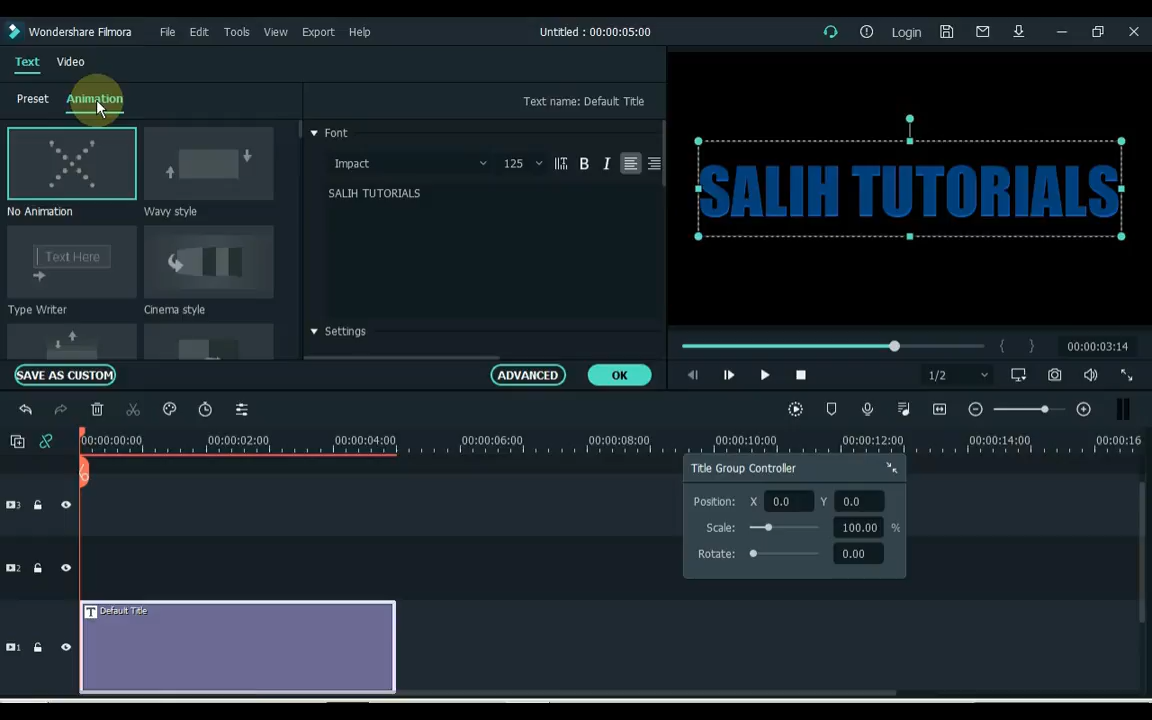 Wondershare Filmora File Edit Tools View Export Help Untitled : 00:00:05:00 Login
Text Video
Preset Animation Text name: Default Title
Font
Impact 125 B I
SALIH TUTORIALS
No Animation Wavy style
Text Here
Type Writer Cinema style
Settings
SAVE AS CUSTOM ADVANCED OK
SALIH TUTORIALS
{ } 00:00:03:14
1/2
00:00:00:00 00:00:02:00 00:00:04:00 00:00:06:00 00:00:08:00 00:00:10:00 00:00:12:00 00:00:14:00 00:00:16
Title Group Controller
Position: X 0.0 Y 0.0
Scale: 100.00 %
Rotate: 0.00
3
2
1
T Default Title